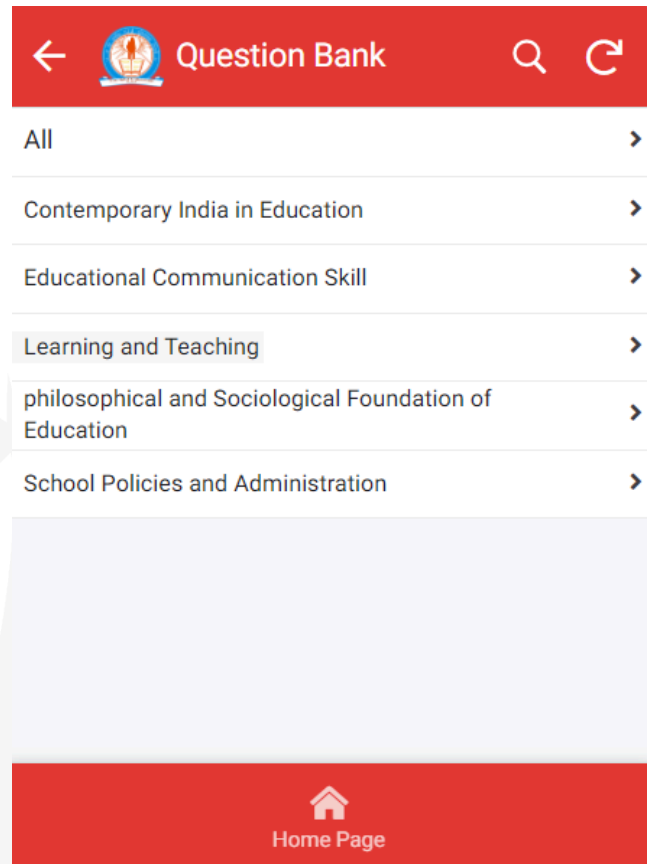 Question Bank
All
Contemporary India in Education
Educational Communication Skill
Learning and Teaching
philosophical and Sociological Foundation of
Education
School Policies and Administration
Home Page